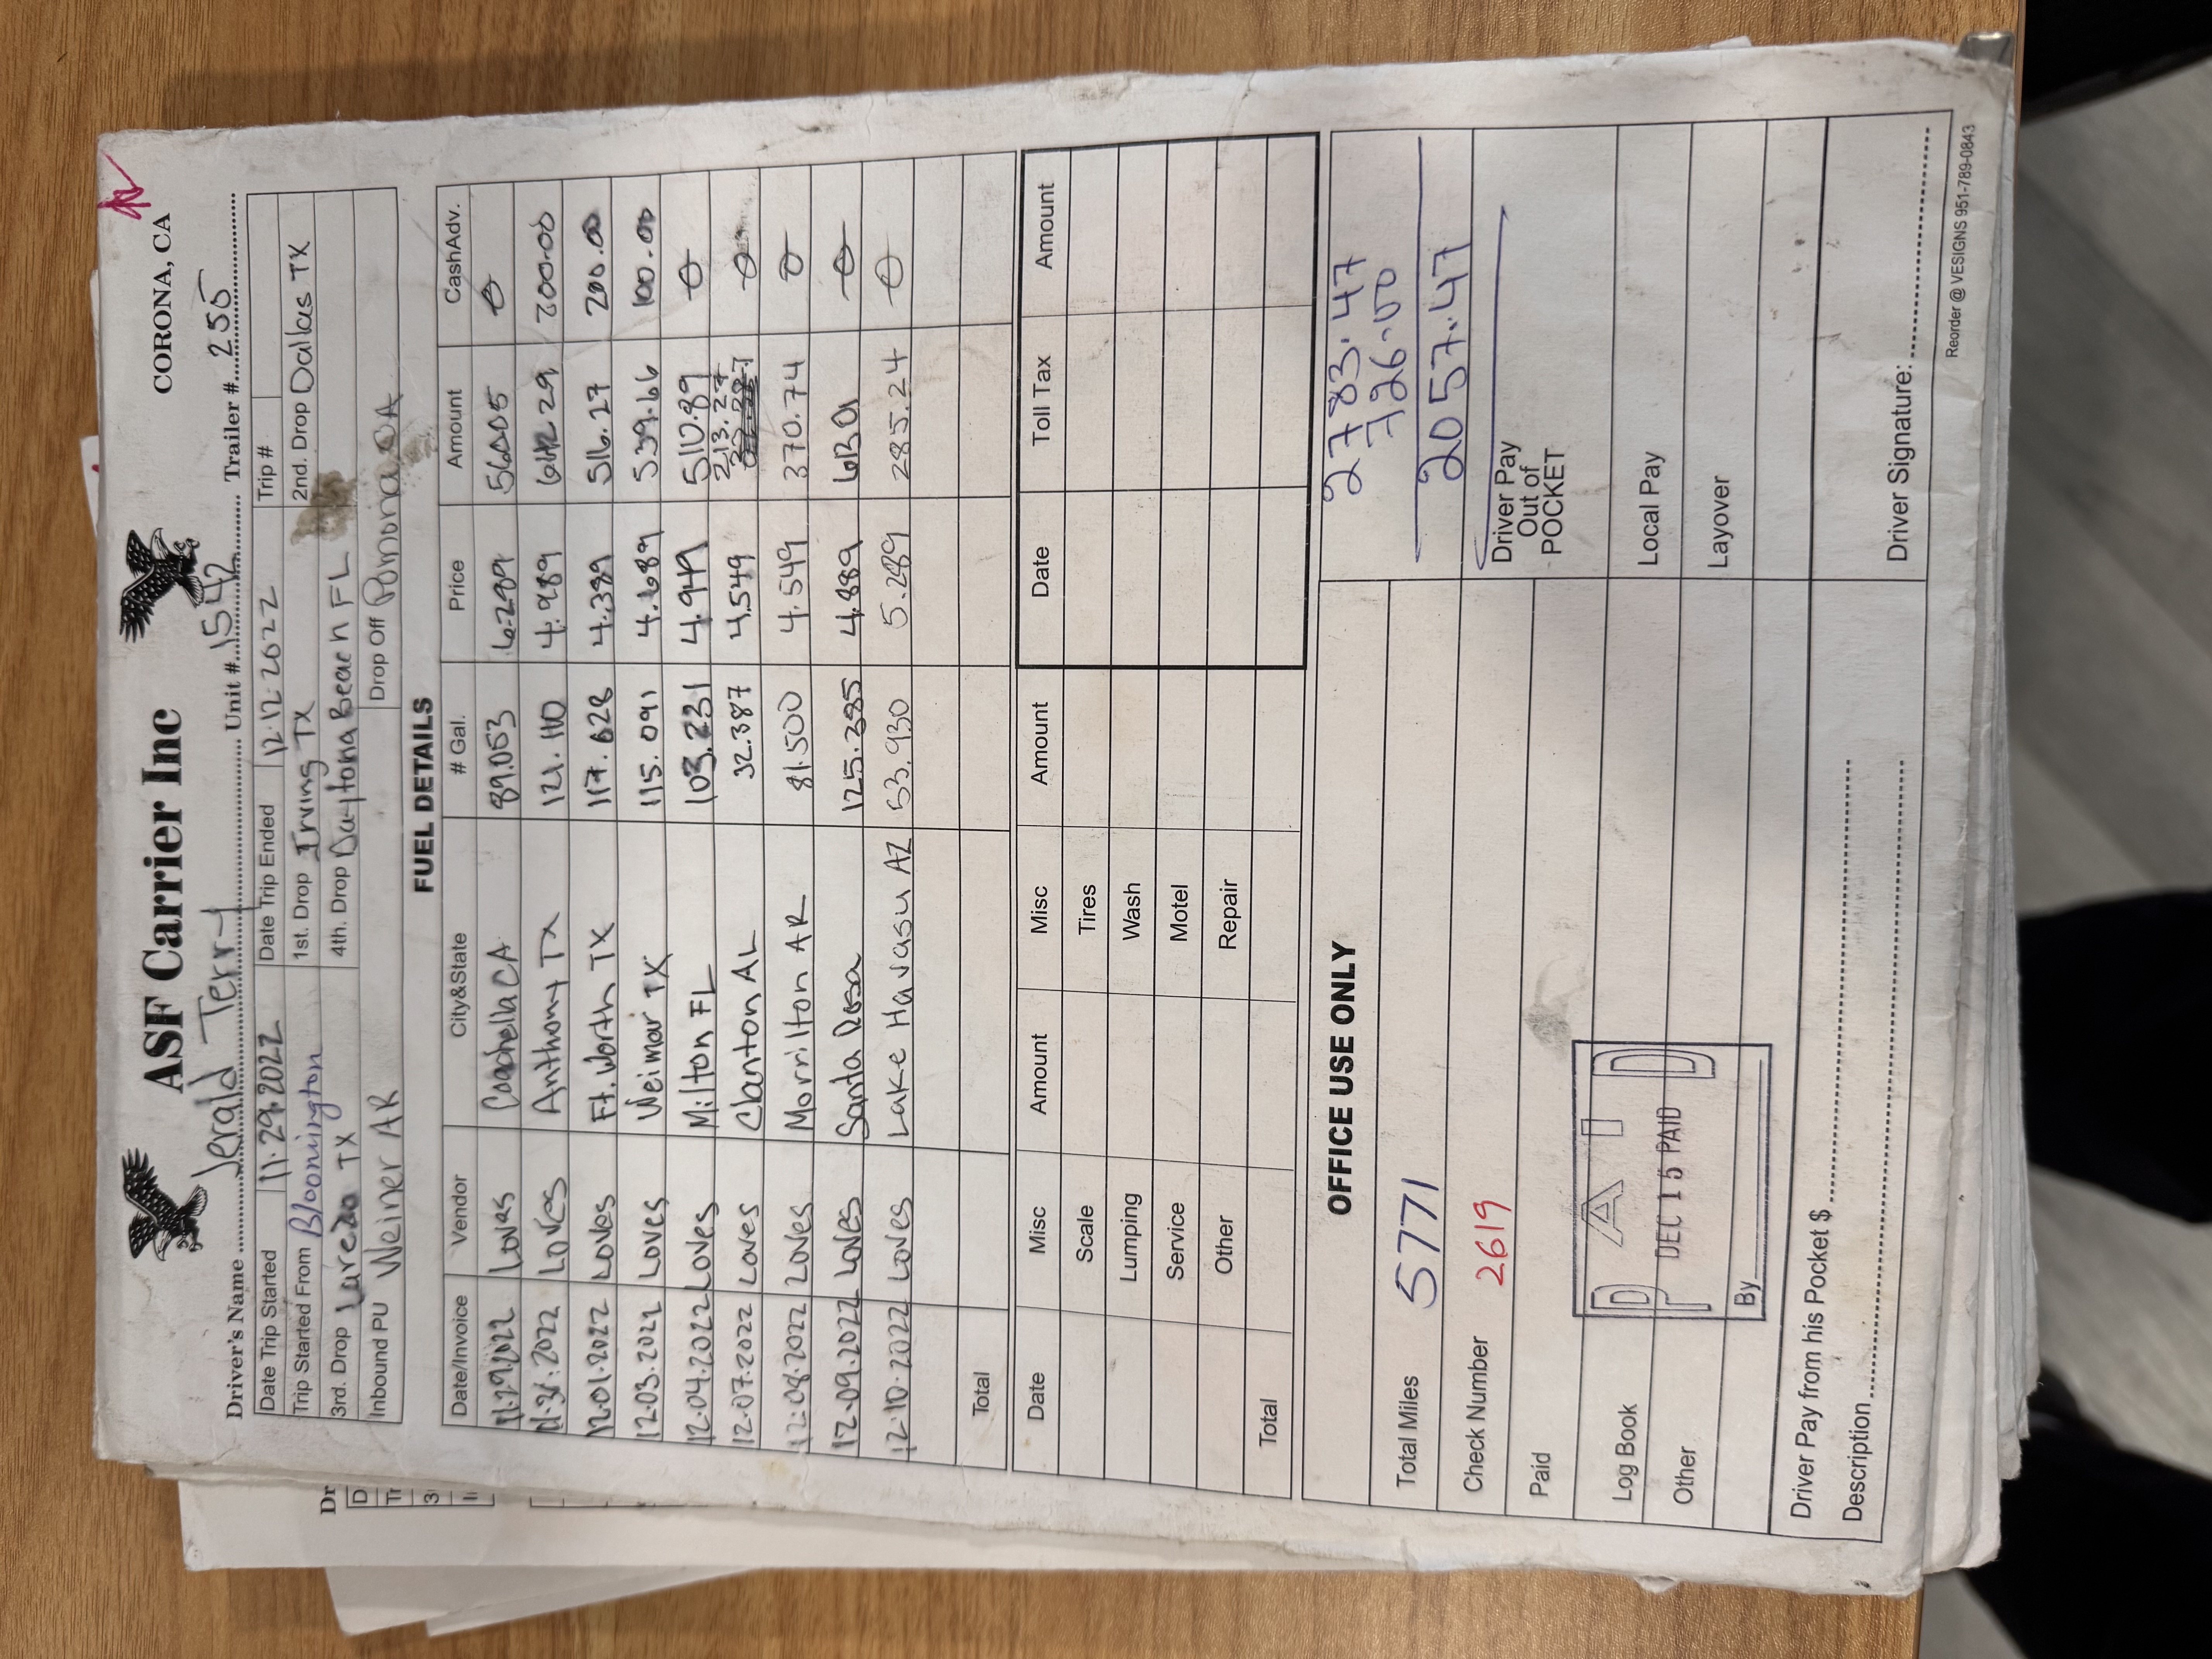 ASF Carrier Inc
CORONA, CA
Driver's Name Jerald Terry Unit # 1542 Trailer # 255
Date Trip Started 11.29.2022 Date Trip Ended 12.12.2022 Trip #
Trip Started From Bloomington 1st. Drop Irving TX 2nd. Drop Dallas TX
3rd. Drop Laredo TX 4th. Drop Daytona Beach FL
Inbound PU Weiner AR Drop Off Pomona CA
FUEL DETAILS
Date/Invoice Vendor City&State # Gal. Price Amount CashAdv.
11.29.2022 Loves Coachella CA 89.053 6.289 560.05 0
Loves Anthony TX 121.110 4.989 200.00
12.01.2022 Loves Ft. Worth TX 117.628 4.389 516.27 200.00
12.03.2022 Loves Weimar TX 115.091 4.689 539.66 100.00
12.04.2022 Loves Milton FL 103.231 4.949 510.89 0
12.07.2022 Loves Clanton AL 32.387 4.549 213.27 0
12.08.2022 Loves Morrilton AR 81.500 4.549 370.74 0
12.09.2022 Loves Santa Rosa 125.385 4.889 613.01 0
12.10.2022 Loves Lake Havasu AZ 53.930 5.289 285.24 0
Total
Date Misc Amount Misc Amount Date Toll Tax Amount
Scale Tires
Lumping Wash
Service Motel
Other Repair
Total
OFFICE USE ONLY
2783.47
726.00
2057.47
Total Miles 5771
Check Number 2619
Paid
Driver Pay
Out of
POCKET
PAID
DEC 15 PAID
By
Log Book
Local Pay
Other
Layover
Driver Pay from his Pocket $
Description
Driver Signature:
Reorder @ VESIGNS 951-789-0843